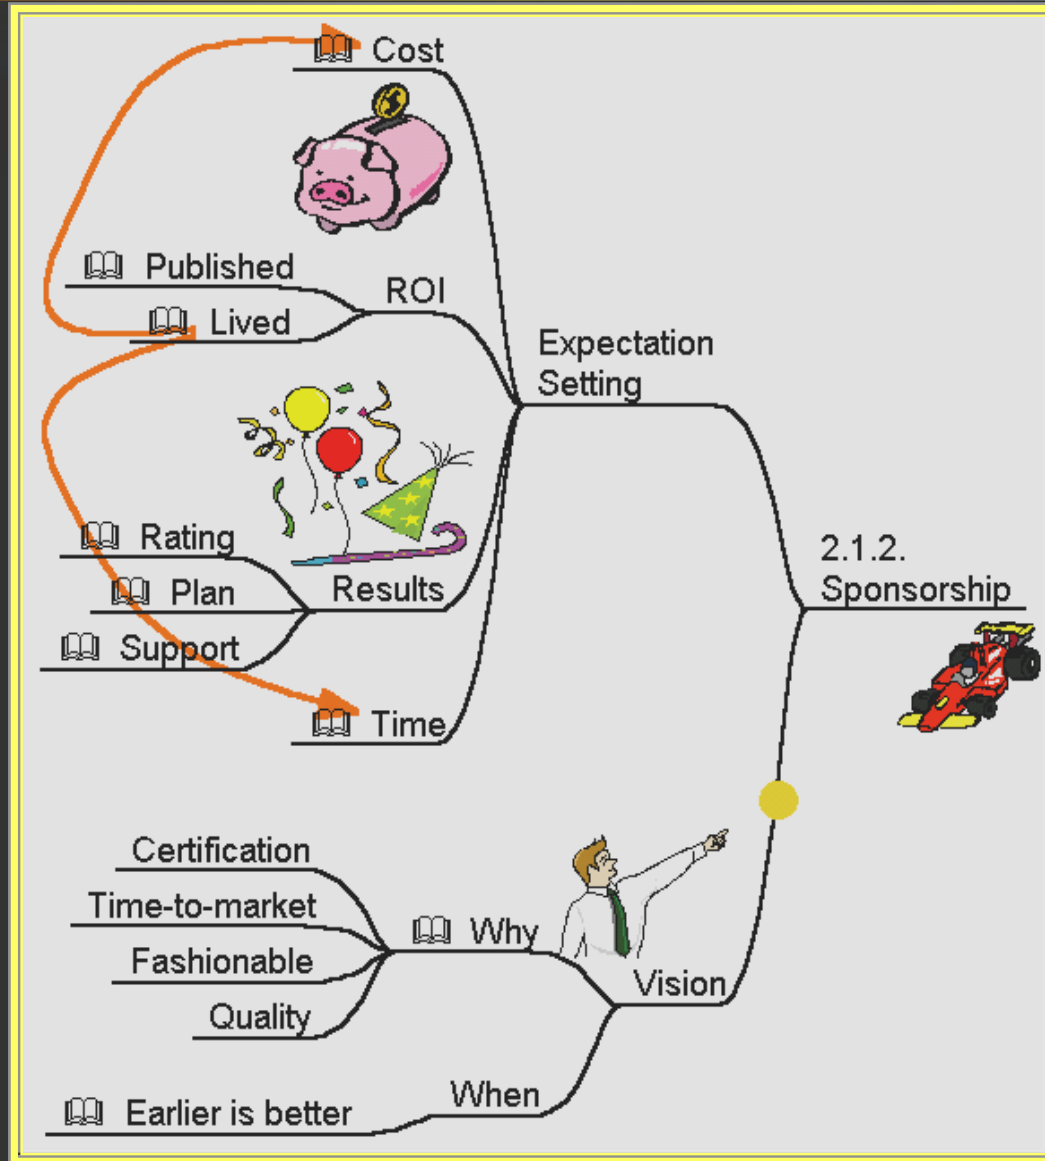 Cost
Published
ROI
Lived
Expectation
Setting
Rating
Results
Plan
Support
Time
2.1.2.
Sponsorship
Certification
Time-to-market
Why
Fashionable
Vision
Quality
When
Earlier is better